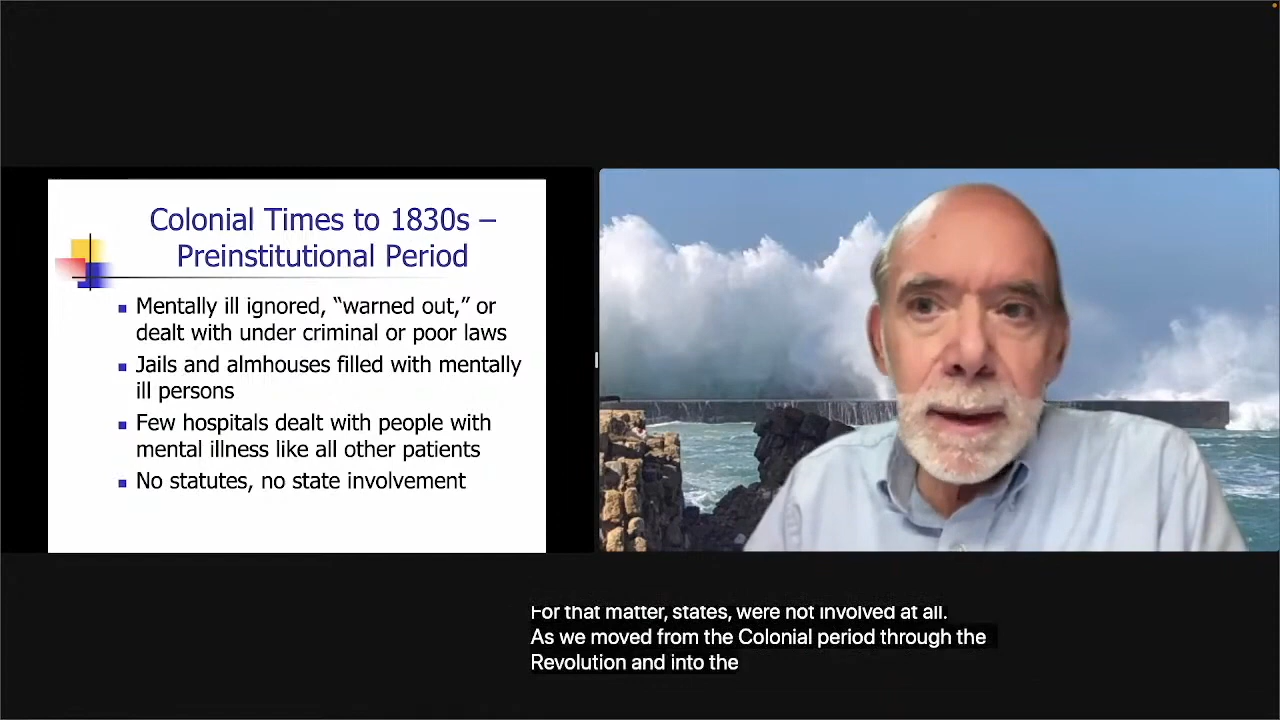 Colonial Times to 1830s –
Preinstitutional Period
Mentally ill ignored, “warned out,” or
dealt with under criminal or poor laws
Jails and almhouses filled with mentally
ill persons
Few hospitals dealt with people with
mental illness like all other patients
No statutes, no state involvement
For that matter, states, were not involved at all.
As we moved from the Colonial period through the
Revolution and into the